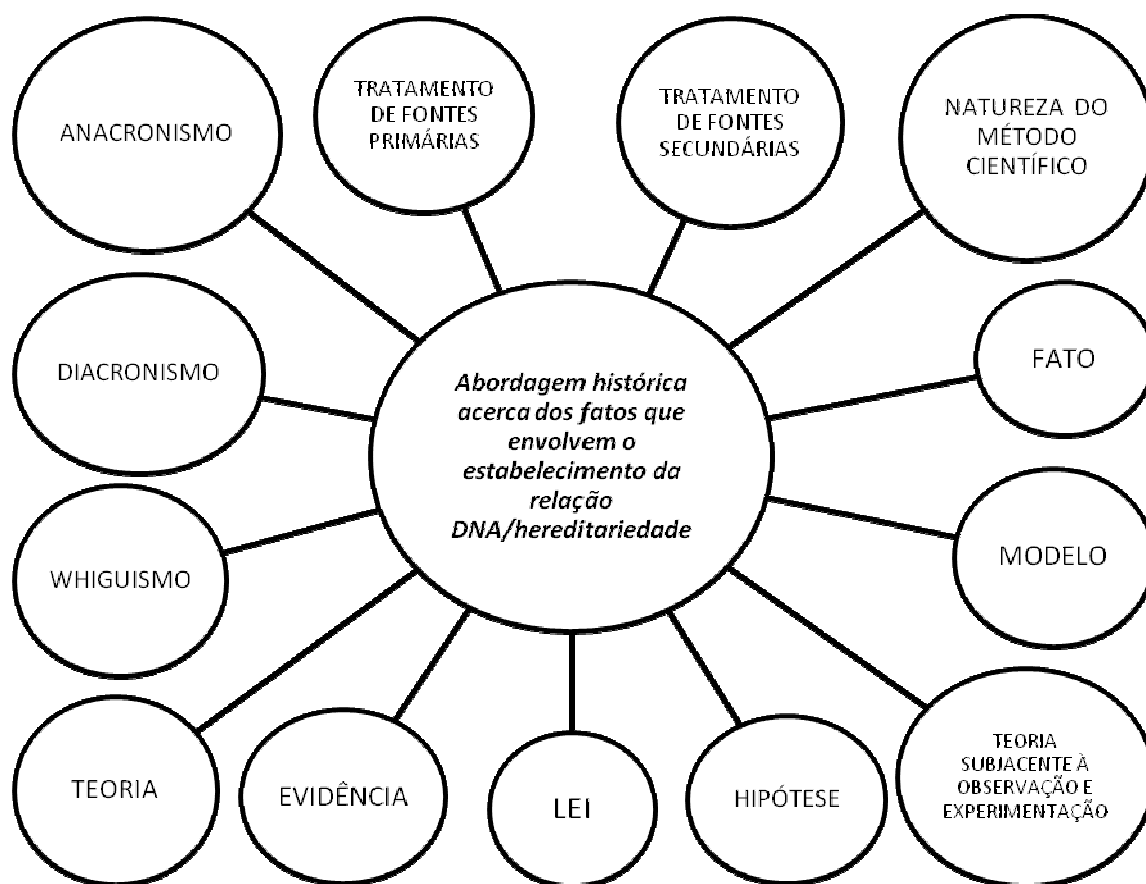 ANACRONISMO
TRATAMENTO
DE FONTES
PRIMÁRIAS
TRATAMENTO
DE FONTES
SECUNDÁRIAS
NATUREZA DO
MÉTODO
CIENTÍFICO
DIACRONISMO
Abordagem histórica
acerca dos fatos que
envolvem o
estabelecimento da
relação
DNA/hereditariedade
FATO
WHIGUISMO
MODELO
TEORIA
EVIDÊNCIA
LEI
HIPÓTESE
TEORIA
SUBJACENTE À
OBSERVAÇÃO E
EXPERIMENTAÇÃO